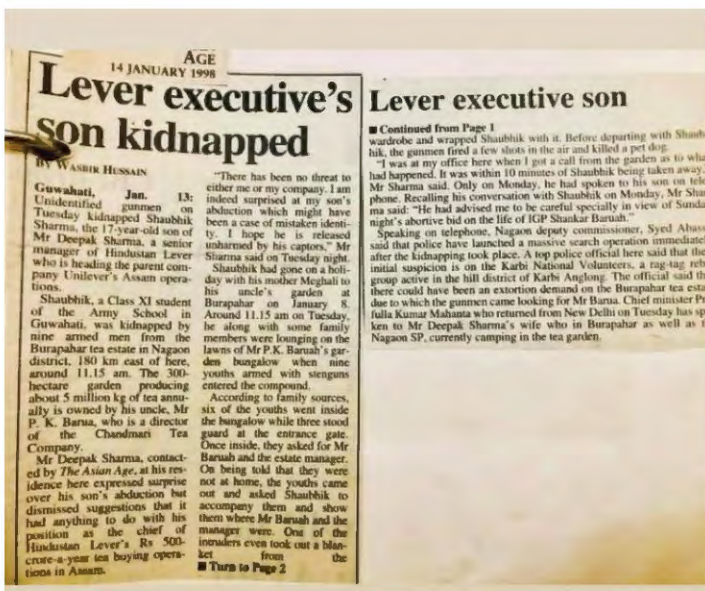 AGE
14 JANUARY 1998
Lever executive's
son kidnapped
BY WASBIR HUSSAIN
Guwahati, Jan. 13:
Unidentified gunmen on
Tuesday kidnapped Shaubhik
Sharma, the 17-year-old son of
Mr Deepak Sharma, a senior
manager of Hindustan Lever
who is heading the parent com-
pany Unilever's Assam opera-
tions.
Shaubhik, a Class XI student
of the Army School in
Guwahati, was kidnapped by
nine armed men from the
Burapahar tea estate in Nagaon
district, 180 km east of here,
around 11.15 am. The 300-
hectare garden producing
about 5 million kg of tea annu-
ally is owned by his uncle, Mr
P. K. Barua, who is a director
of the Chandmari Tea
Company.
Mr Deepak Sharma, contact-
ed by The Asian Age, at his res-
idence here expressed surprise
over his son's abduction but
dismissed suggestions that it
had anything to do with his
position as the chief of
Hindustan Lever's Rs 500-
crore-a-year tea buying opera-
tions in Assam.
"There has been no threat to
either me or my company. I am
indeed surprised at my son's
abduction which might have
been a case of mistaken identi-
ty. I hope he is released
unharmed by his captors," Mr
Sharma said on Tuesday night.
Shaubhik had gone on a holi-
day with his mother Meghali to
his uncle's garden at
Burapahar on January 8.
Around 11.15 am on Tuesday,
he along with some family
members were lounging on the
lawns of Mr P.K. Baruah's gar-
den bungalow when nine
youths armed with stenguns
entered the compound.
According to family sources,
six of the youths went inside
the bungalow while three stood
guard at the entrance gate.
Once inside, they asked for Mr
Baruah and the estate manager.
On being told that they were
not at home, the youths came
out and asked Shaubhik to
accompany them and show
them where Mr Baruah and the
manager were. One of the
intruders even took out a blan-
ket from the
■ Turn to Page 2
Lever executive son
■ Continued from Page 1
wardrobe and wrapped Shaubhik with it. Before departing with
hik, the gunmen fired a few shots in the air and killed a pet dog.
"I was at my office here when I got a call from the garden as to
had happened. It was within 10 minutes of Shaubhik being taken away,
Mr Sharma said. Only on Monday, he had spoken to his son on
phone. Recalling his conversation with Shaubhik on Monday, Mr
ma said: "He had advised me to be careful specially in view of
night's abortive bid on the life of IGP Shankar Baruah."
Speaking on telephone, Nagaon deputy commissioner, Syed
said that police have launched a massive search operation
after the kidnapping took place. A top police officer here said that the
initial suspicion is on the Karbi National Volunteers, a rag-tag
group active in the hill district of Karbi Anglong. The official said
there could have been an extortion demand on the Burapahar tea
due to which the gunmen came looking for Mr Barua. Chief minister
fulla Kumar Mahanta who returned from New Delhi on Tuesday has
ken to Mr Deepak Sharma's wife who in Burapahar as well as
Nagaon SP, currently camping in the tea garden.